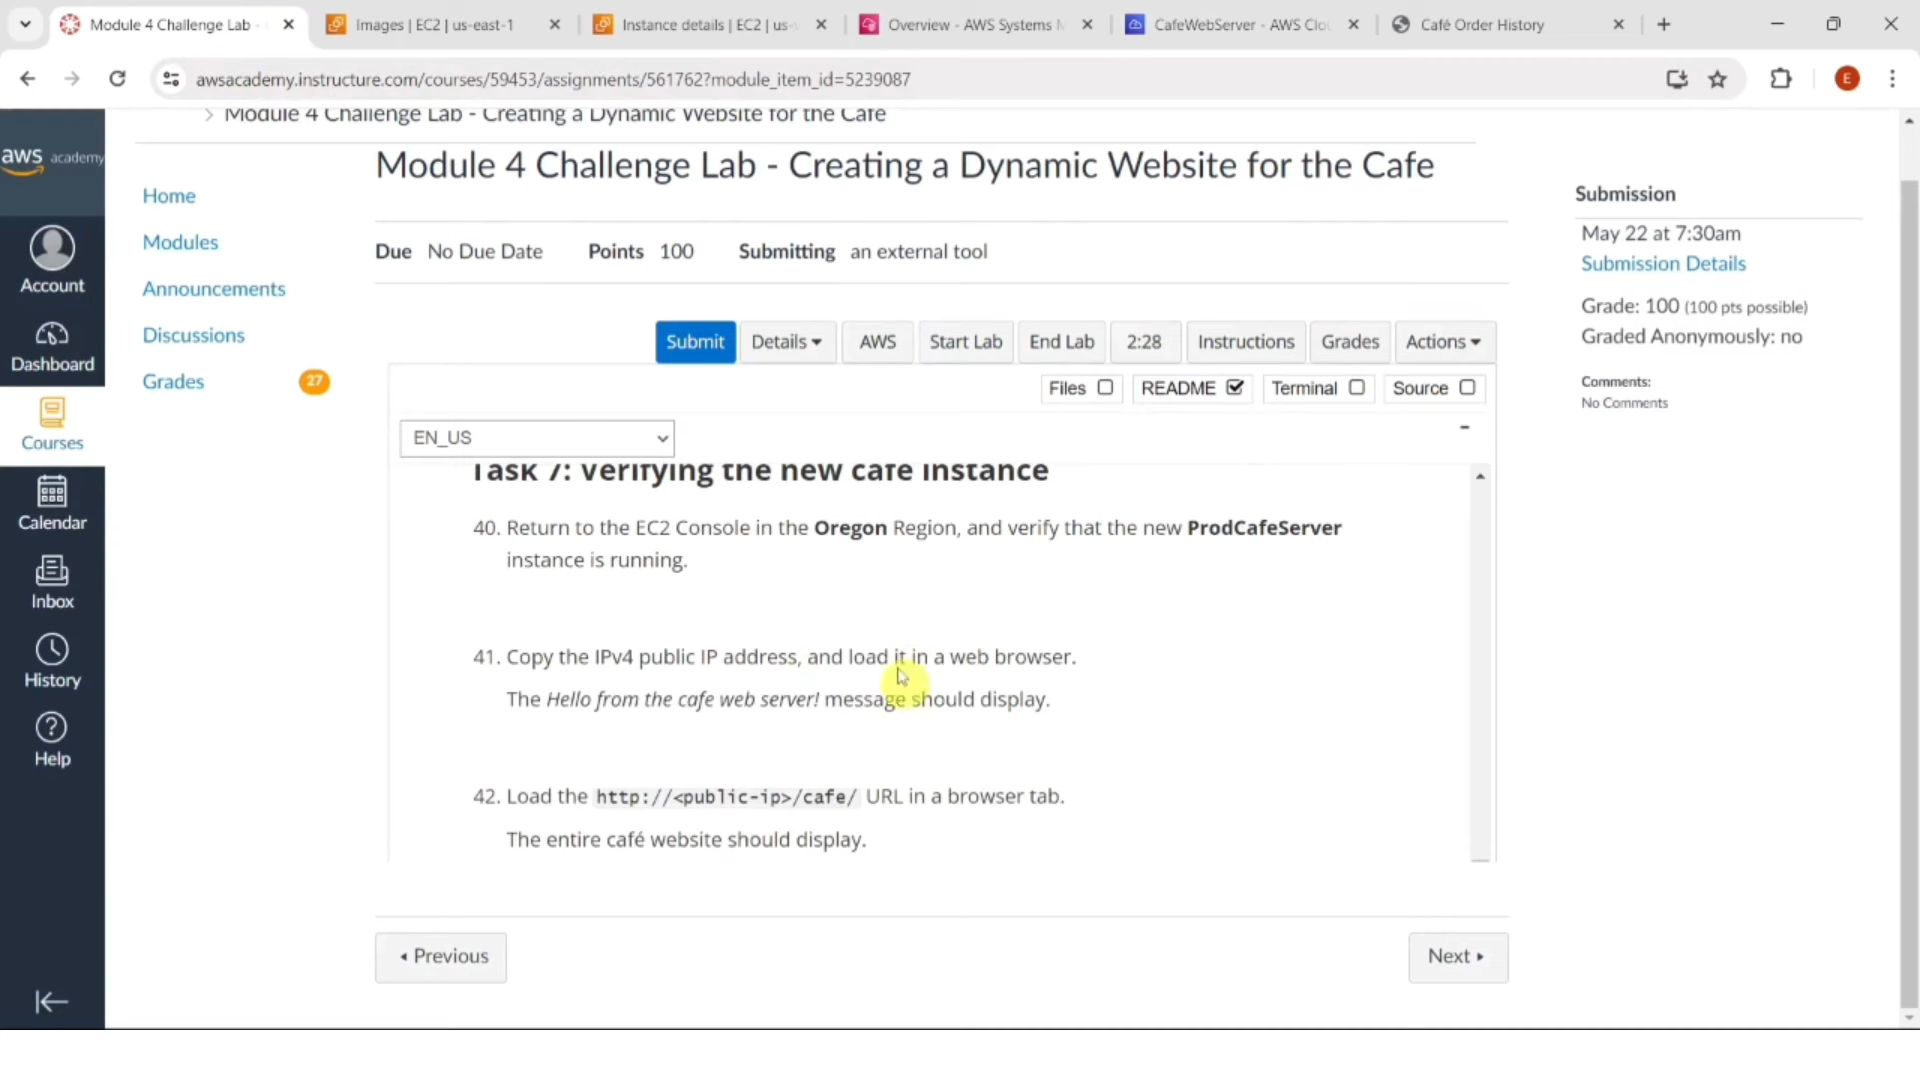 Module 4 Challenge Lab -
Images | EC2 | us-east-1
Instance details | EC2 | us-
Overview - AWS Systems
CafeWebServer - AWS Clo
Café Order History
awsacademy.instructure.com/courses/59453/assignments/561762?module_item_id=5239087
E
aws academy
Account
Dashboard
Courses
Calendar
Inbox
History
Help
> Module 4 Challenge Lab - Creating a Dynamic Website for the Cafe
Home
Modules
Announcements
Discussions
Grades 27
Module 4 Challenge Lab - Creating a Dynamic Website for the Cafe
Due No Due Date Points 100 Submitting an external tool
Submit Details AWS Start Lab End Lab 2:28 Instructions Grades Actions
Files README Terminal Source
EN_US
Task 7: Verifying the new cafe instance
40. Return to the EC2 Console in the Oregon Region, and verify that the new ProdCafeServer
instance is running.
41. Copy the IPv4 public IP address, and load it in a web browser.
The Hello from the cafe web server! message should display.
42. Load the http://<public-ip>/cafe/ URL in a browser tab.
The entire café website should display.
Previous
Next
Submission
May 22 at 7:30am
Submission Details
Grade: 100 (100 pts possible)
Graded Anonymously: no
Comments:
No Comments